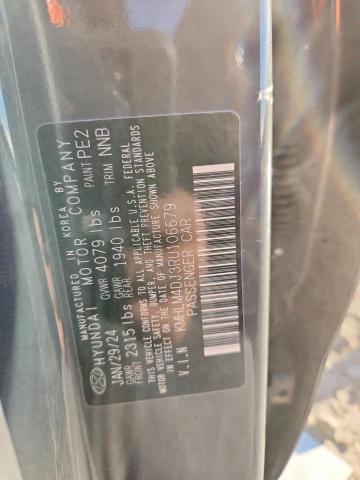 MANUFACTURED IN KOREA BY
HYUNDAI MOTOR COMPANY
JAN/29/24 GVWR 4079 lbs PAINT PE2
GAWR FRONT 2315 lbs GAWR REAR 1940 lbs TRIM NNB
THIS VEHICLE CONFORMS TO ALL APPLICABLE U.S.A. FEDERAL
MOTOR VEHICLE SAFETY, BUMPER, AND THEFT PREVENTION STANDARDS
IN EFFECT ON THE DATE OF MANUFACTURE SHOWN ABOVE
V.I.N KMHLM4DJ3RU106679
PASSENGER CAR